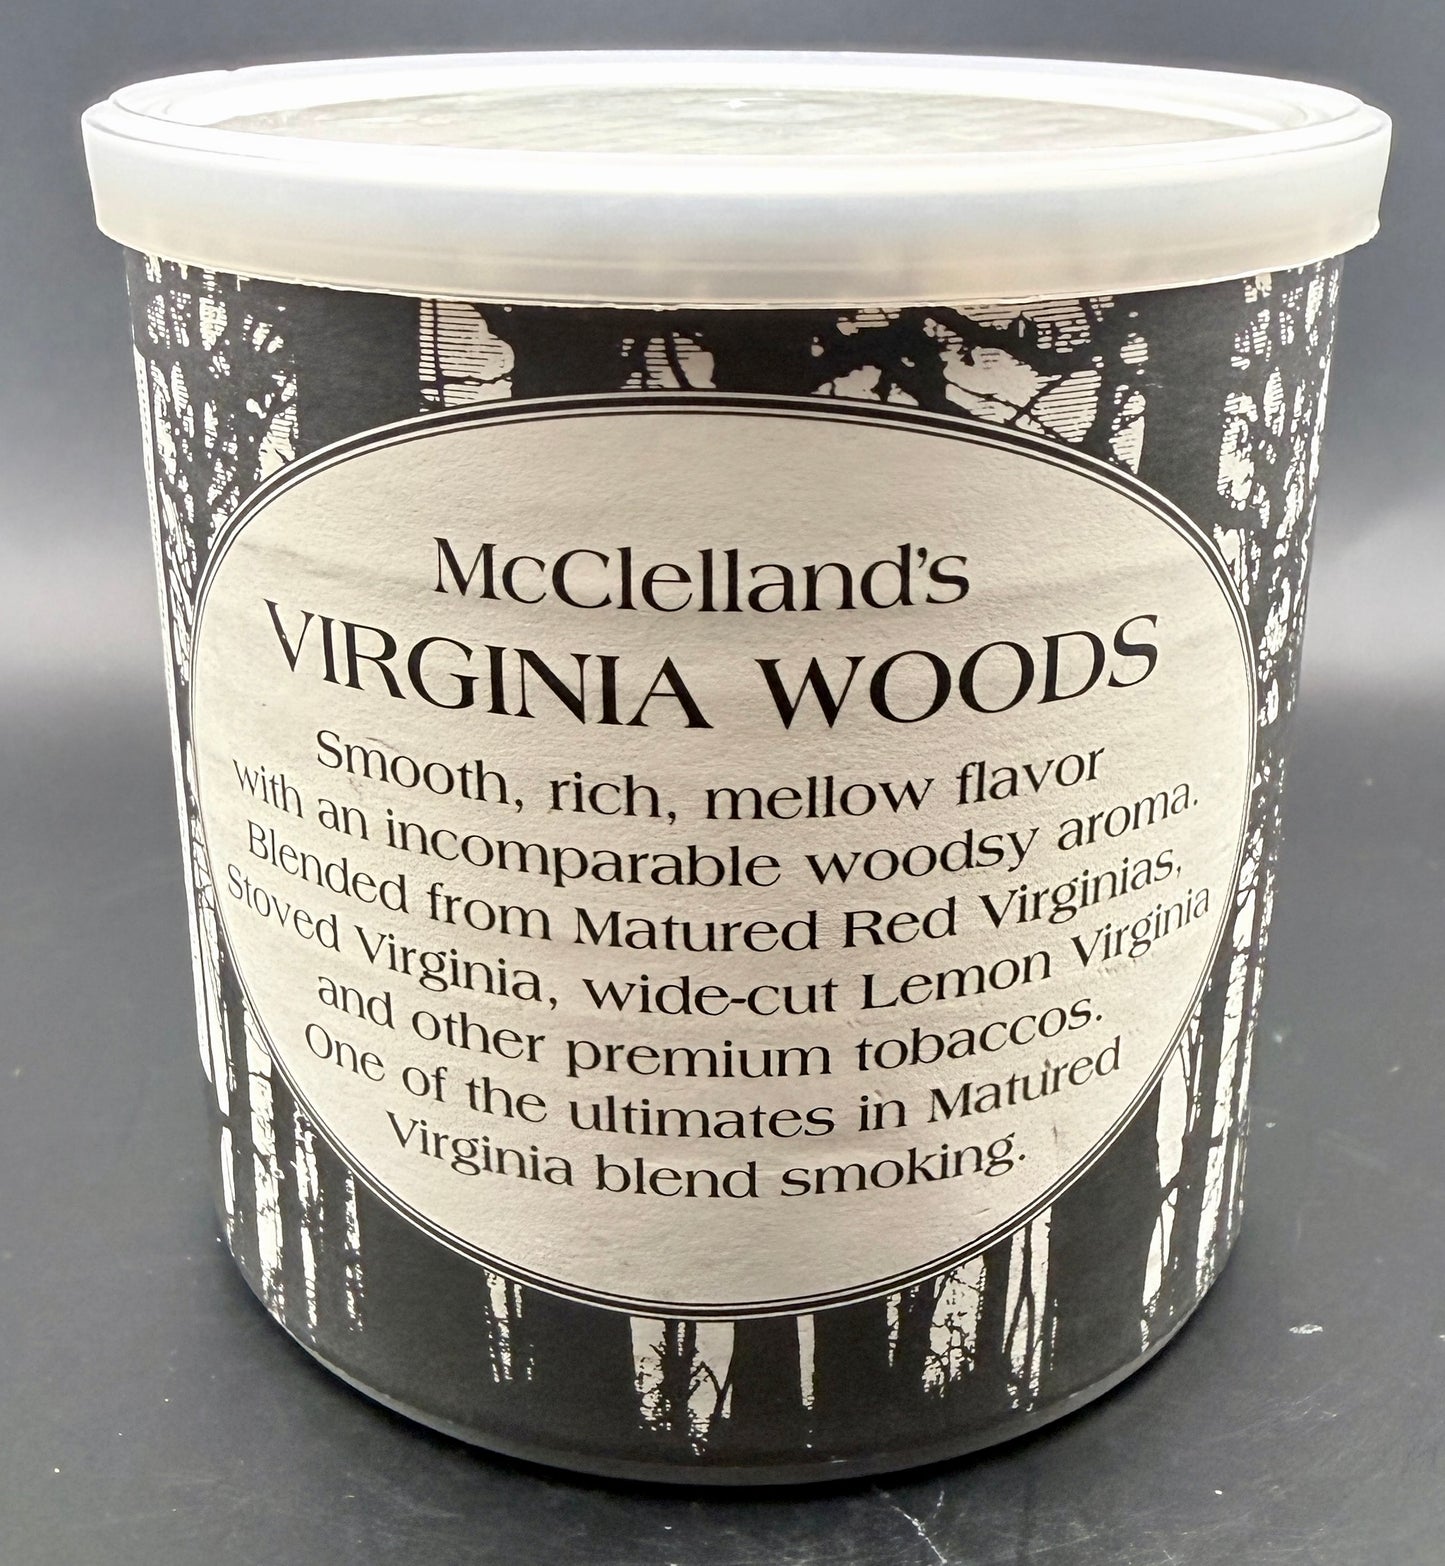 McClelland's
VIRGINIA WOODS
Smooth, rich, mellow flavor
with an incomparable woodsy aroma.
Blended from Matured Red Virginias,
Stoved Virginia, wide-cut Lemon Virginia
and other premium tobaccos.
One of the ultimates in Matured
Virginia blend smoking.